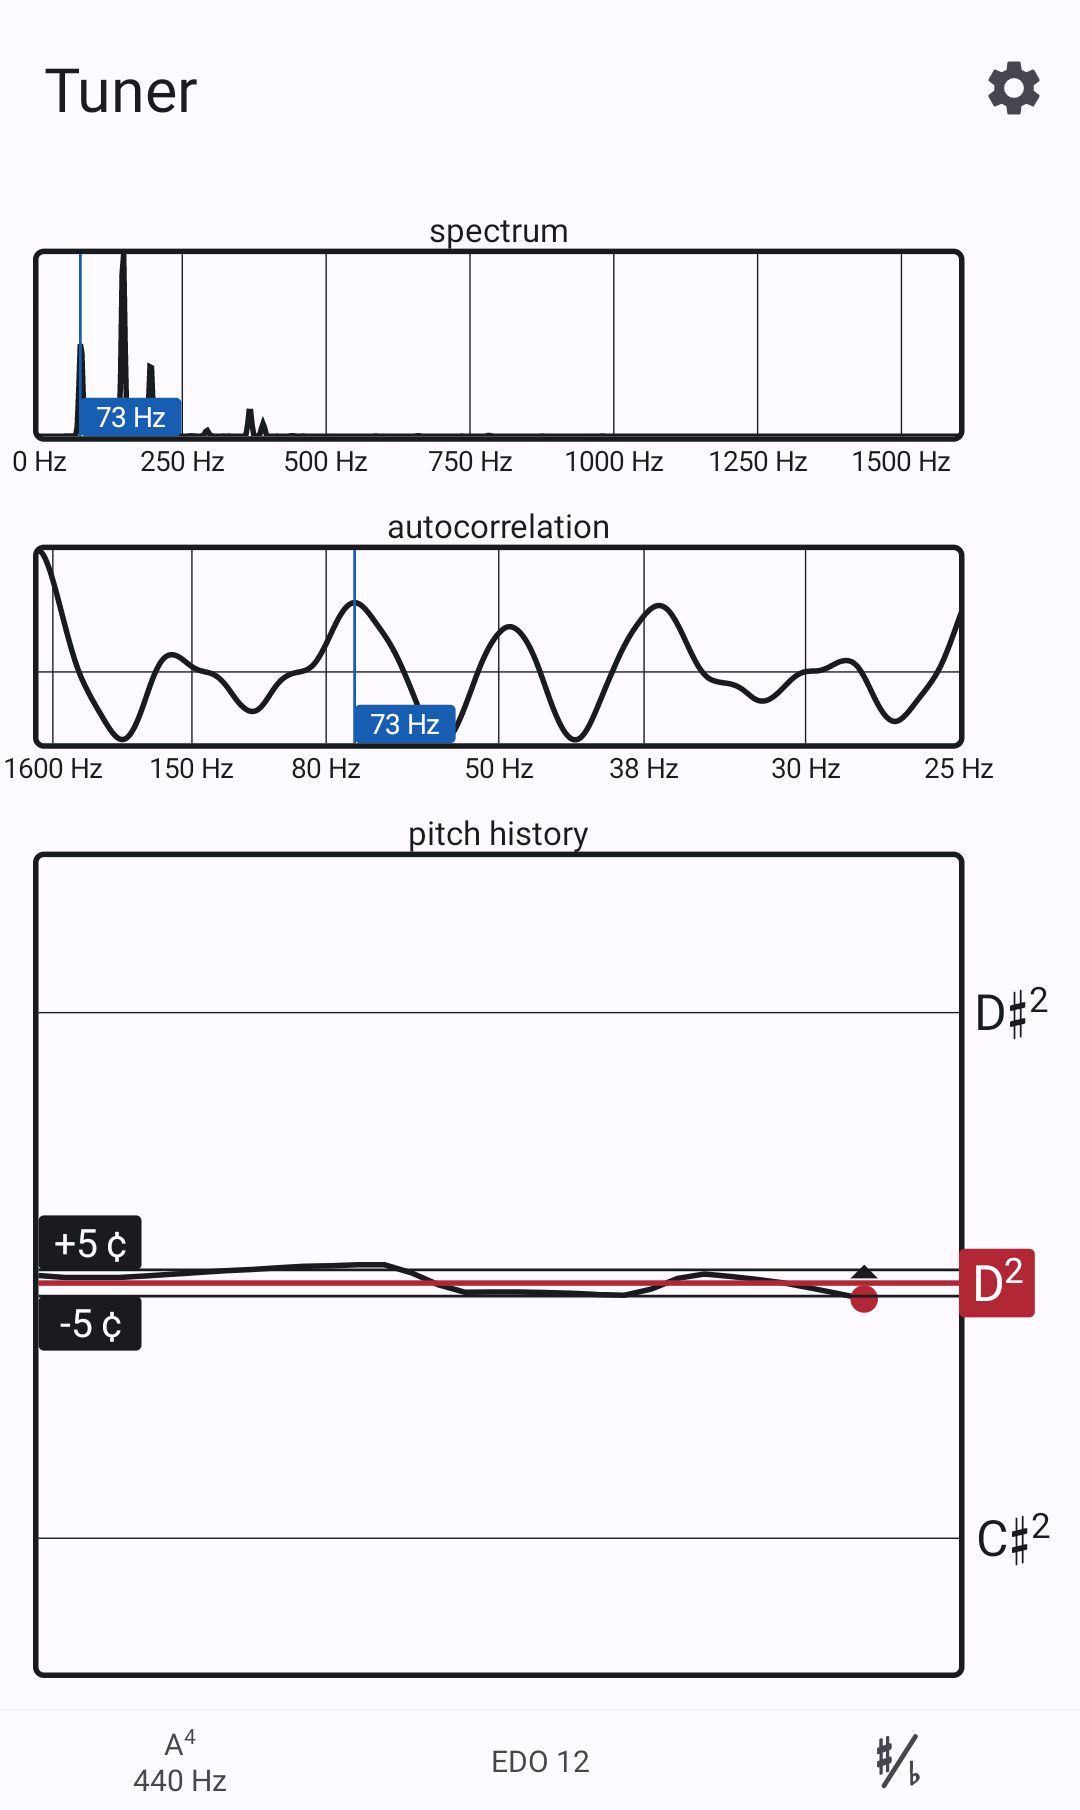 Tuner
spectrum
73 Hz
0 Hz 250 Hz 500 Hz 750 Hz 1000 Hz 1250 Hz 1500 Hz
autocorrelation
73 Hz
1600 Hz 150 Hz 80 Hz 50 Hz 38 Hz 30 Hz 25 Hz
pitch history
D♯²
+5 ¢
D²
-5 ¢
C♯²
A⁴
440 Hz
EDO 12
♯/♭